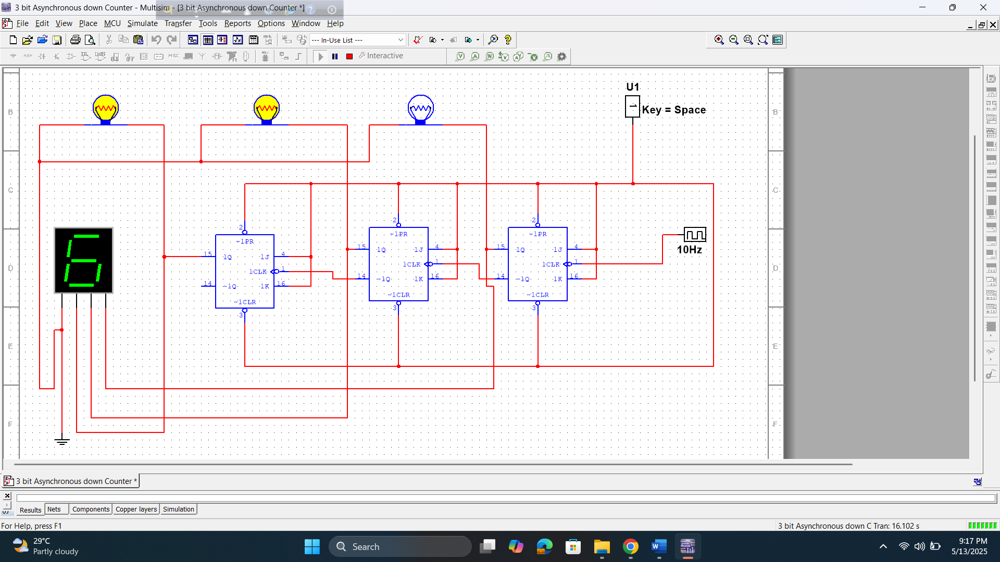 3 bit Asynchronous down Counter - Multisim - [3 bit Asynchronous down Counter *]
File Edit View Place MCU Simulate Transfer Tools Reports Options Window Help
--- In-Use List ---
MISC
Interactive
B
C
D
E
F
B
C
D
E
F
U1
Key = Space
10Hz
6
2
~1PR
15 1Q 1J 4
1CLK 1
14 ~1Q 1K 16
~1CLR
3
2
~1PR
15 1Q 1J 4
1CLK 1
14 ~1Q 1K 16
~1CLR
3
2
~1PR
15 1Q 1J 4
1CLK 1
14 ~1Q 1K 16
~1CLR
3
3 bit Asynchronous down Counter *
Results Nets Components Copper layers Simulation
For Help, press F1
3 bit Asynchronous down C Tran: 16.102 s
29°C
Partly cloudy
Search
9:17 PM
5/13/2025